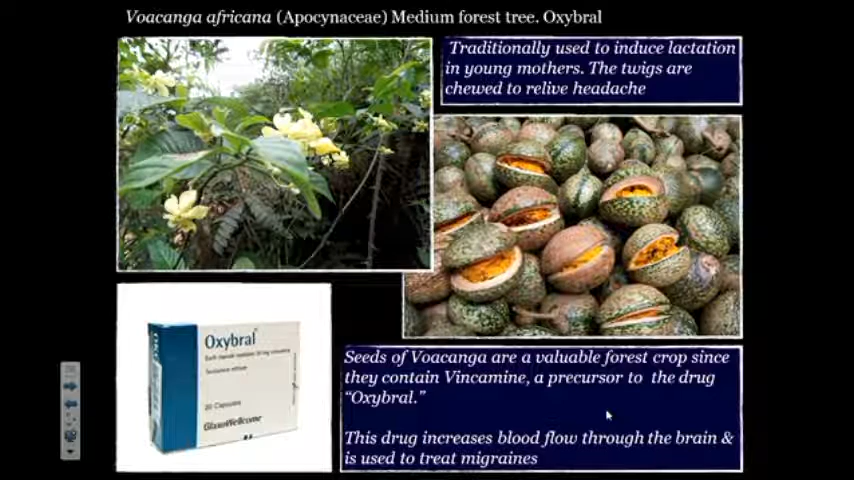 Voacanga africana (Apocynaceae) Medium forest tree. Oxybral
Traditionally used to induce lactation
in young mothers. The twigs are
chewed to relive headache
Oxybral
20 Capsules
GlaxoWellcome
Seeds of Voacanga are a valuable forest crop since
they contain Vincamine, a precursor to the drug
“Oxybral.”
This drug increases blood flow through the brain &
is used to treat migraines